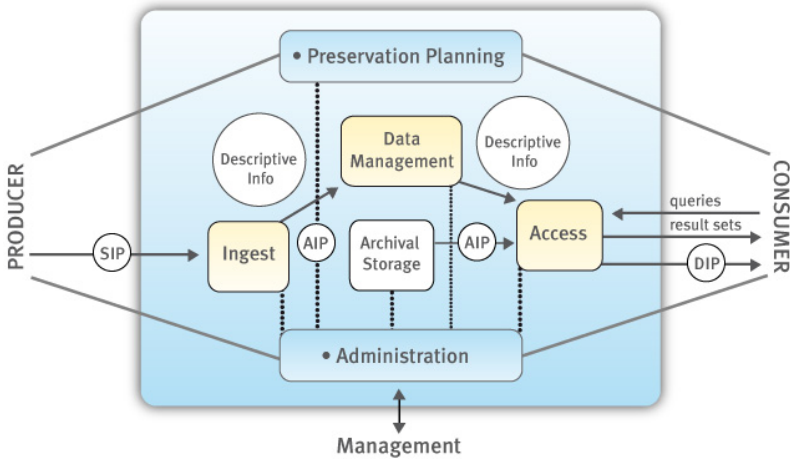 • Preservation Planning
Descriptive
Info
Data
Management
Descriptive
Info
PRODUCER
SIP
Ingest
AIP
Archival
Storage
AIP
Access
queries
result sets
DIP
CONSUMER
• Administration
Management